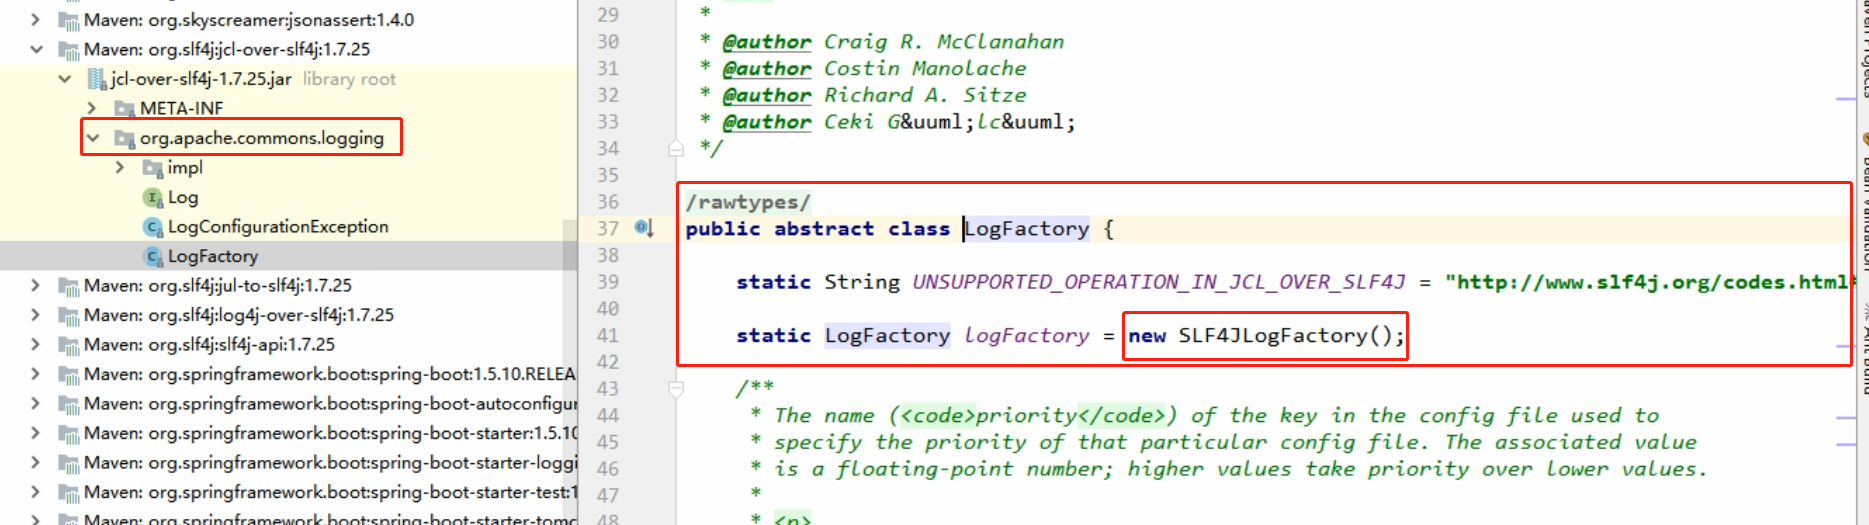 Maven: org.skyscreamer:jsonassert:1.4.0
Maven: org.slf4j:jcl-over-slf4j:1.7.25
jcl-over-slf4j-1.7.25.jar library root
META-INF
org.apache.commons.logging
impl
Log
LogConfigurationException
LogFactory
Maven: org.slf4j:jul-to-slf4j:1.7.25
Maven: org.slf4j:log4j-over-slf4j:1.7.25
Maven: org.slf4j:slf4j-api:1.7.25
Maven: org.springframework.boot:spring-boot:1.5.10.RELEA
Maven: org.springframework.boot:spring-boot-autoconfigur
Maven: org.springframework.boot:spring-boot-starter:1.5.10
Maven: org.springframework.boot:spring-boot-starter-loggi
Maven: org.springframework.boot:spring-boot-starter-test:1
Maven: org.springframework.boot:spring-boot-starter-tomc
29 *
30 * @author Craig R. McClanahan
31 * @author Costin Manolache
32 * @author Richard A. Sitze
33 * @author Ceki G&uuml;lc&uuml;
34 */
35
36 /rawtypes/
37 public abstract class LogFactory {
38
39 static String UNSUPPORTED_OPERATION_IN_JCL_OVER_SLF4J = "http://www.slf4j.org/codes.html
40
41 static LogFactory logFactory = new SLF4JLogFactory();
42
43 /**
44 * The name (<code>priority</code>) of the key in the config file used to
45 * specify the priority of that particular config file. The associated value
46 * is a floating-point number; higher values take priority over lower values.
47 *
48 * <p>